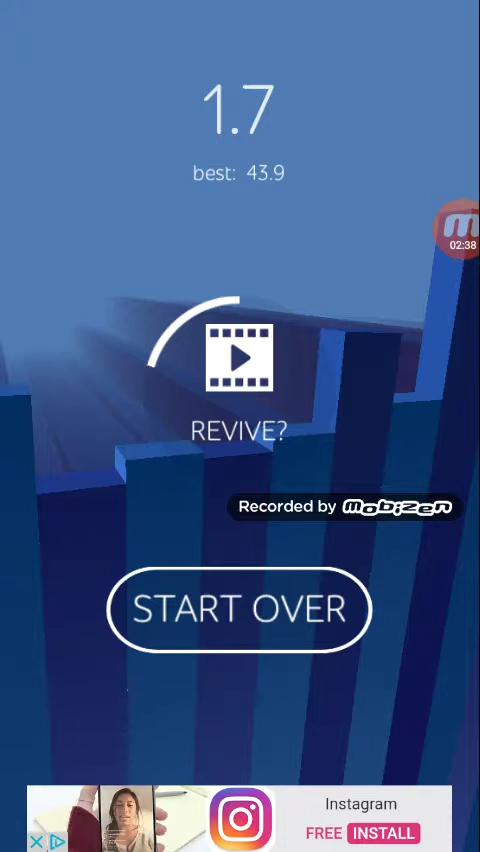 1.7
best: 43.9
02:38
REVIVE?
Recorded by Mobizen
START OVER
Instagram
FREE INSTALL